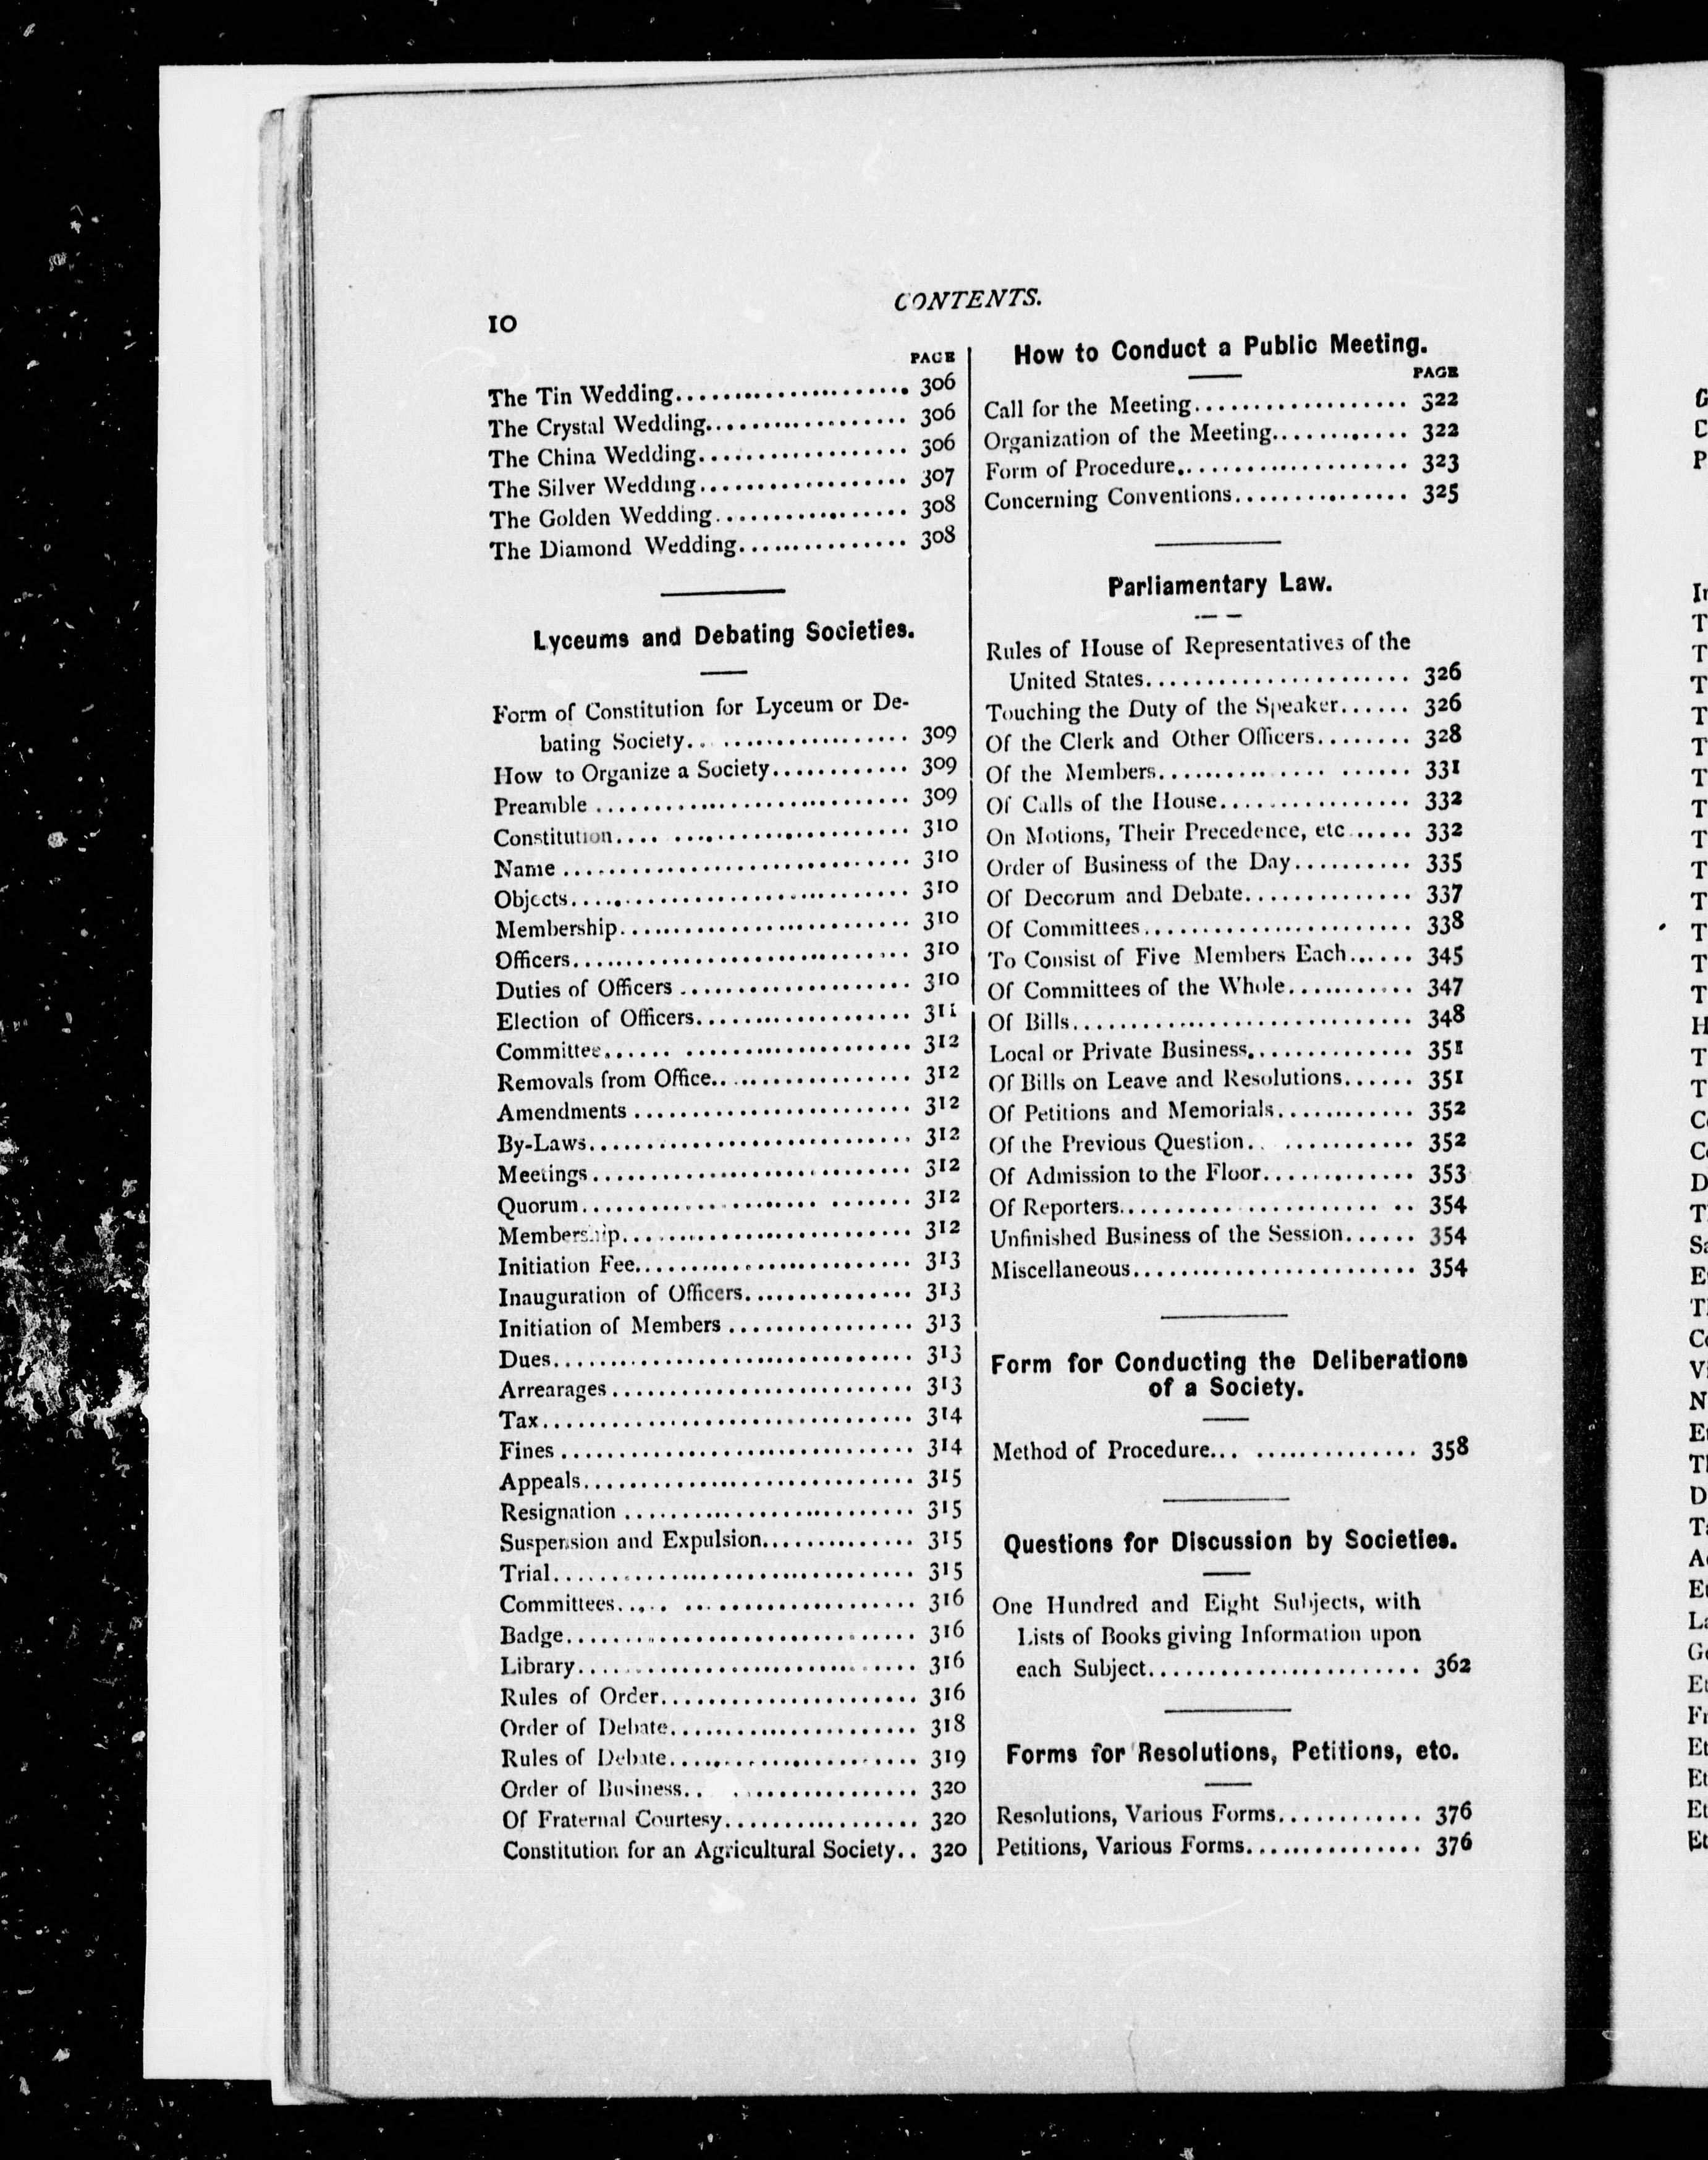 10
CONTENTS.
PAGE
The Tin Wedding........................ 306
The Crystal Wedding.................... 306
The China Wedding.................... 306
The Silver Wedding.................... 307
The Golden Wedding.................. 308
The Diamond Wedding................ 308
Lyceums and Debating Societies.
Form of Constitution for Lyceum or De-
bating Society..................... 309
How to Organize a Society............ 309
Preamble .............................. 309
Constitution............................ 310
Name .................................. 310
Objects................................. 310
Membership............................ 310
Officers................................. 310
Duties of Officers ...................... 310
Election of Officers.................... 311
Committee.............................. 312
Removals from Office................... 312
Amendments .......................... 312
By-Laws................................ 312
Meetings................................ 312
Quorum................................. 312
Membership............................ 312
Initiation Fee........................... 313
Inauguration of Officers................ 313
Initiation of Members .................. 313
Dues.................................... 313
Arrearages ............................. 313
Tax..................................... 314
Fines ................................... 314
Appeals................................. 315
Resignation ............................ 315
Suspension and Expulsion.............. 315
Trial.................................... 315
Committees............................. 316
Badge................................... 316
Library................................. 316
Rules of Order.......................... 316
Order of Debate........................ 318
Rules of Debate........................ 319
Order of Business....................... 320
Of Fraternal Courtesy.................. 320
Constitution for an Agricultural Society.. 320
How to Conduct a Public Meeting.
PAGE
Call for the Meeting.................... 322
Organization of the Meeting............ 322
Form of Procedure..................... 323
Concerning Conventions................ 325
Parliamentary Law.
Rules of House of Representatives of the
United States........................ 326
Touching the Duty of the Speaker...... 326
Of the Clerk and Other Officers........ 328
Of the Members........................ 331
Of Calls of the House.................. 332
On Motions, Their Precedence, etc ..... 332
Order of Business of the Day.......... 335
Of Decorum and Debate............... 337
Of Committees......................... 338
To Consist of Five Members Each...... 345
Of Committees of the Whole........... 347
Of Bills................................. 348
Local or Private Business............... 351
Of Bills on Leave and Resolutions...... 351
Of Petitions and Memorials............ 352
Of the Previous Question.............. 352
Of Admission to the Floor............. 353
Of Reporters........................... 354
Unfinished Business of the Session...... 354
Miscellaneous.......................... 354
Form for Conducting the Deliberations
of a Society.
Method of Procedure... .............. 358
Questions for Discussion by Societies.
One Hundred and Eight Subjects, with
Lists of Books giving Information upon
each Subject......................... 362
Forms for Resolutions, Petitions, etc.
Resolutions, Various Forms............ 376
Petitions, Various Forms............... 376